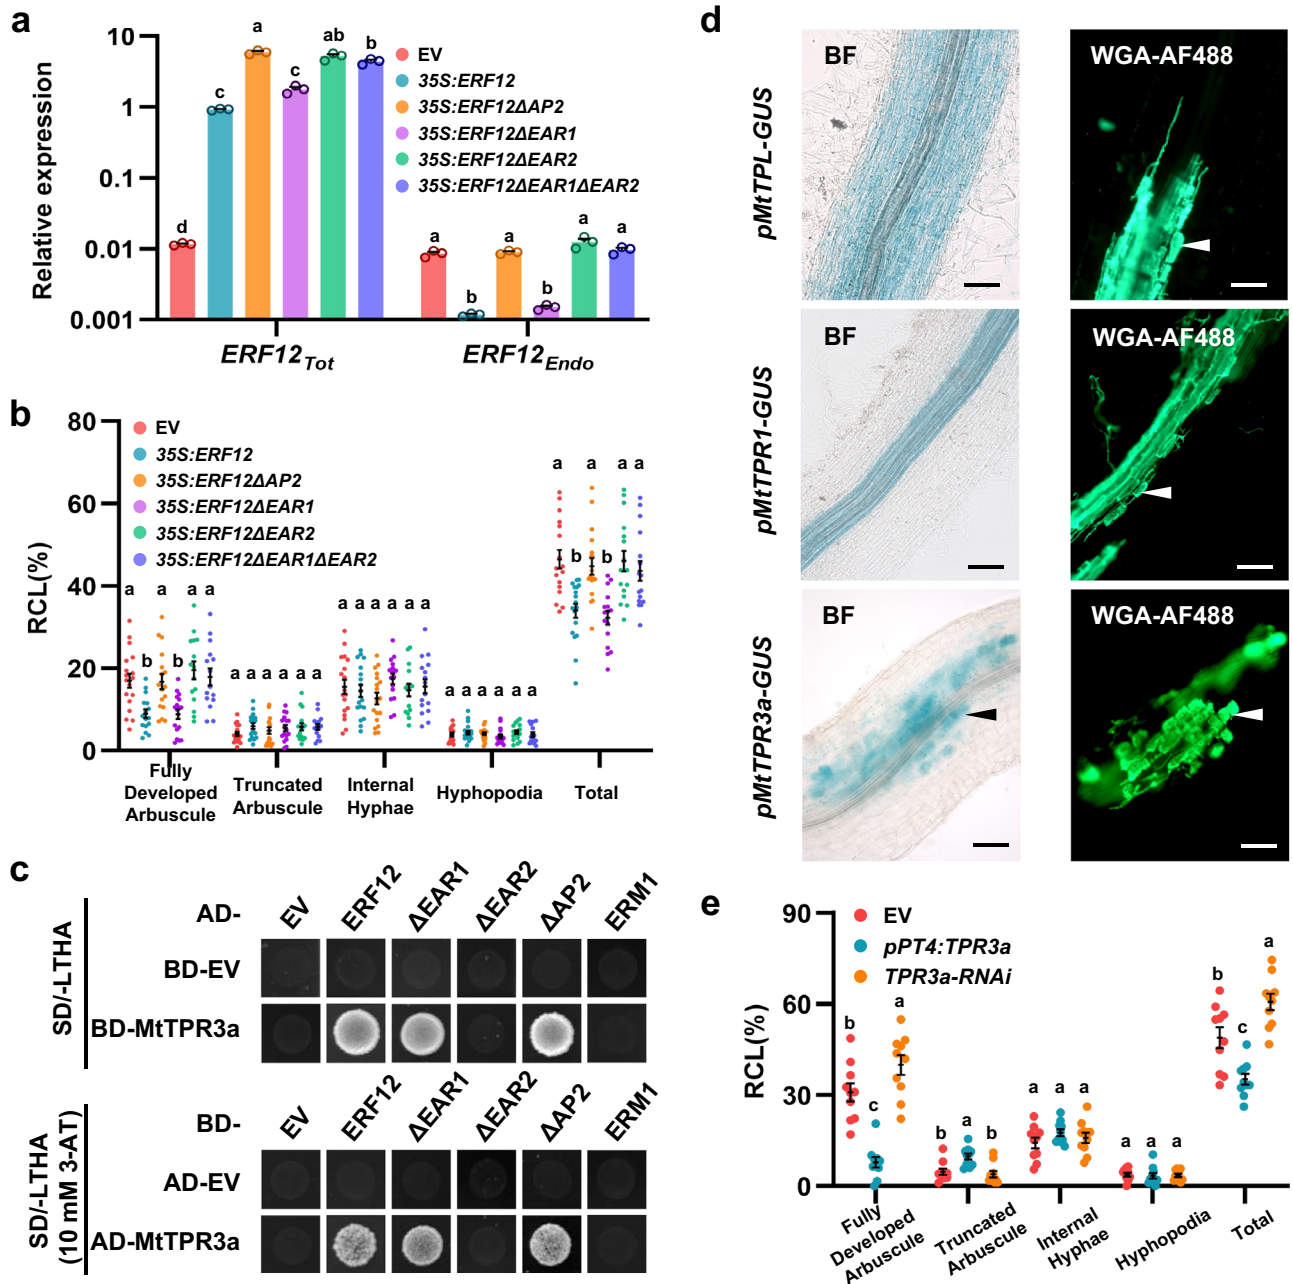 a
Relative expression
10
1
0.1
0.01
0.001
d
c
a
c
ab
b
a
b
a
b
a
a
EV
35S:ERF12
35S:ERF12ΔAP2
35S:ERF12ΔEAR1
35S:ERF12ΔEAR2
35S:ERF12ΔEAR1ΔEAR2
ERF12Tot
ERF12Endo
b
RCL(%)
80
60
40
20
0
EV
35S:ERF12
35S:ERF12ΔAP2
35S:ERF12ΔEAR1
35S:ERF12ΔEAR2
35S:ERF12ΔEAR1ΔEAR2
a b a b a a
a a a a a a
a a a a a a
a a a a a a
a b a b a a
Fully
Developed
Arbuscule
Truncated
Arbuscule
Internal
Hyphae
Hyphopodia
Total
c
SD/-LTHA
AD-
EV
ERF12
ΔEAR1
ΔEAR2
ΔAP2
ERM1
BD-EV
BD-MtTPR3a
SD/-LTHA
(10 mM 3-AT)
BD-
EV
ERF12
ΔEAR1
ΔEAR2
ΔAP2
ERM1
AD-EV
AD-MtTPR3a
d
pMtTPL-GUS
BF
WGA-AF488
pMtTPR1-GUS
BF
WGA-AF488
pMtTPR3a-GUS
BF
WGA-AF488
e
RCL(%)
90
60
30
0
EV
pPT4:TPR3a
TPR3a-RNAi
b c a
b a b
a a a
a a a
b c a
Fully
Developed
Arbuscule
Truncated
Arbuscule
Internal
Hyphae
Hyphopodia
Total